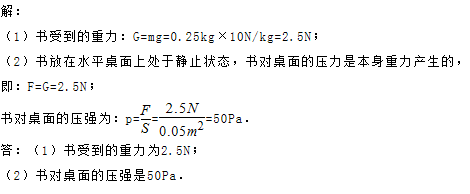 解：
（1）书受到的重力：G=mg=0.25kg×10N/kg=2.5N；
（2）书放在水平桌面上处于静止状态，书对桌面的压力是本身重力产生的，
即：F=G=2.5N；
书对桌面的压强为：p=F/S=2.5N/0.05m²=50Pa．
答：（1）书受到的重力为2.5N；
（2）书对桌面的压强是50Pa．